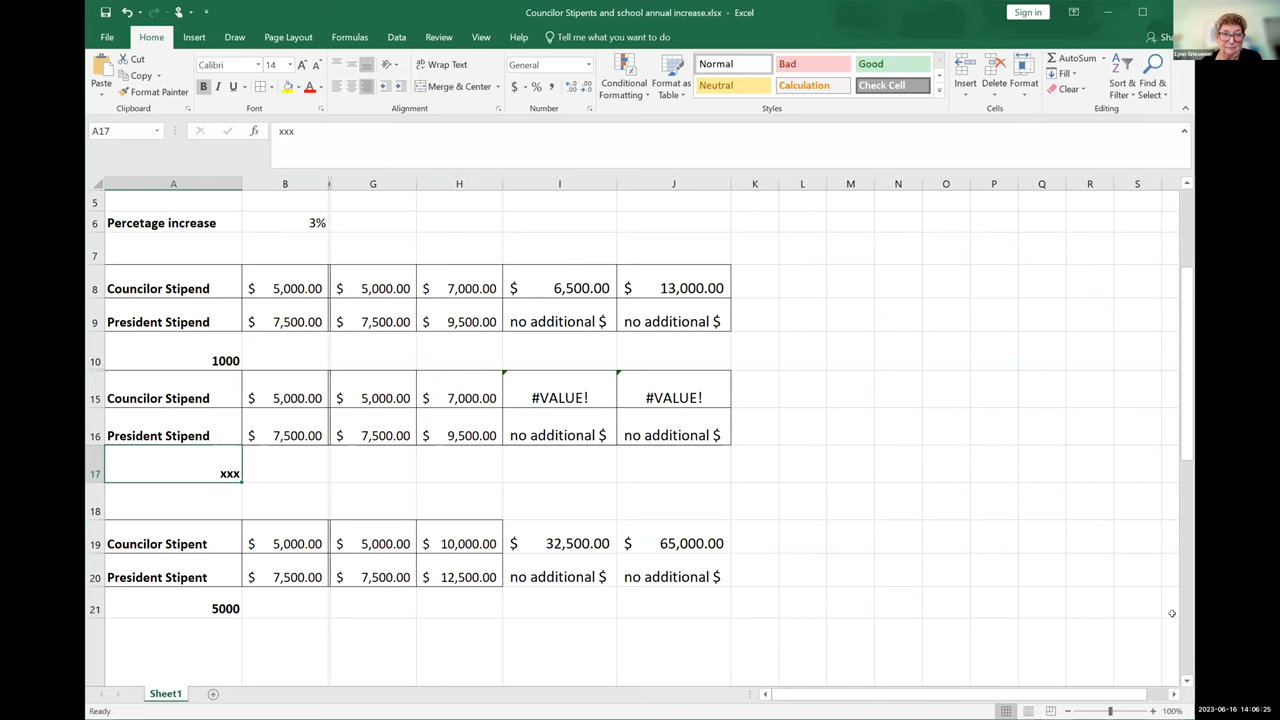 Councilor Stipents and school annual increase.xlsx - Excel
Sign in
File Home Insert Draw Page Layout Formulas Data Review View Help Tell me what you want to do Sha
Paste
Cut
Copy
Format Painter
Clipboard
Calibri 14
B I U
Font
Wrap Text
Merge & Center
Alignment
General
$ % ,
Number
Conditional Formatting
Format as Table
Normal Bad Good
Neutral Calculation Check Cell
Styles
Insert Delete Format
Cells
AutoSum
Fill
Clear
Sort & Filter
Find & Select
Editing
Lynn Griesemer
A17 fx xxx
A B G H I J K L M N O P Q R S
5
6 Percetage increase 3%
7
8 Councilor Stipend $ 5,000.00 $ 5,000.00 $ 7,000.00 $ 6,500.00 $ 13,000.00
9 President Stipend $ 7,500.00 $ 7,500.00 $ 9,500.00 no additional $ no additional $
10 1000
15 Councilor Stipend $ 5,000.00 $ 5,000.00 $ 7,000.00 #VALUE! #VALUE!
16 President Stipend $ 7,500.00 $ 7,500.00 $ 9,500.00 no additional $ no additional $
17 xxx
18
19 Councilor Stipent $ 5,000.00 $ 5,000.00 $ 10,000.00 $ 32,500.00 $ 65,000.00
20 President Stipent $ 7,500.00 $ 7,500.00 $ 12,500.00 no additional $ no additional $
21 5000
Sheet1
Ready
100%
2023-06-16 14:06:25